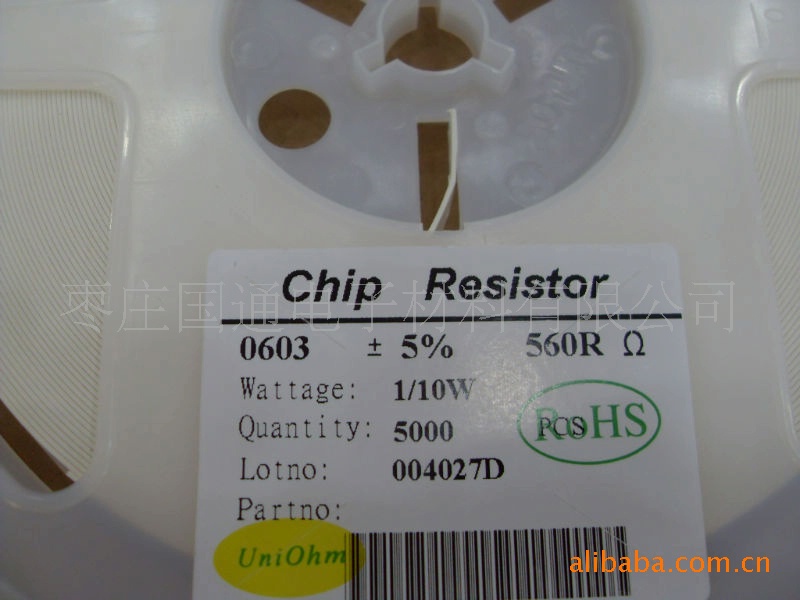 Chip Resistor
枣庄国通电子材料有限公司
0603 ± 5% 560R Ω
Wattage: 1/10W
Quantity: 5000 PCS
RoHS
Lotno: 004027D
Partno:
UniOhm
alibaba.com.cn